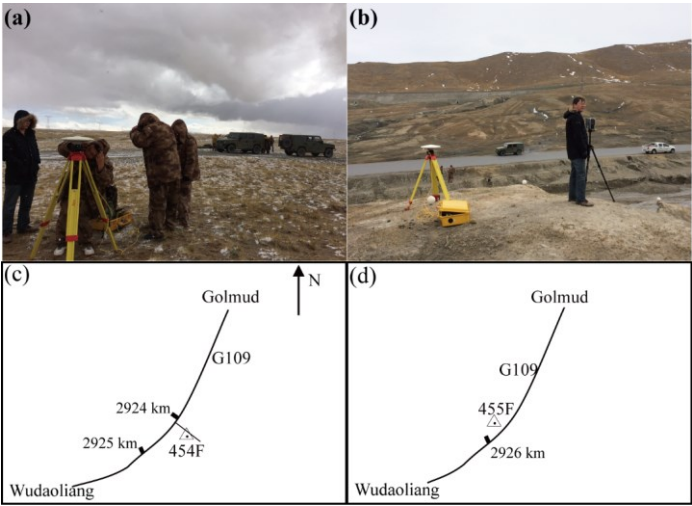 (a)
(b)
(c)
N
Golmud
G109
2924 km
2925 km
454F
Wudaoliang
(d)
Golmud
G109
455F
2926 km
Wudaoliang